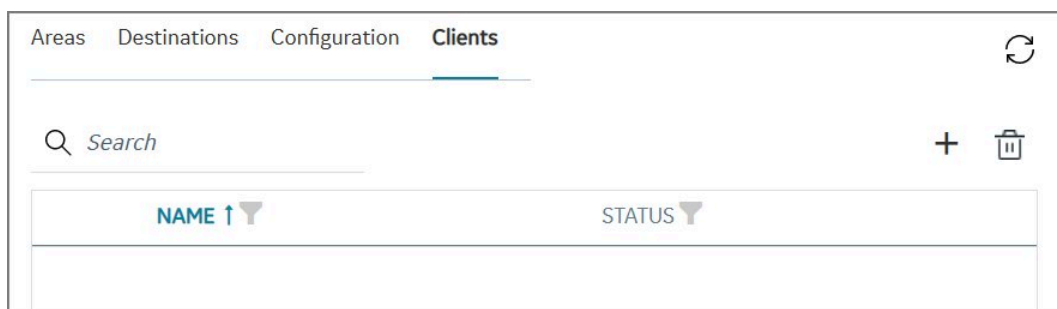 Areas Destinations Configuration Clients
Search
NAME ↑ STATUS